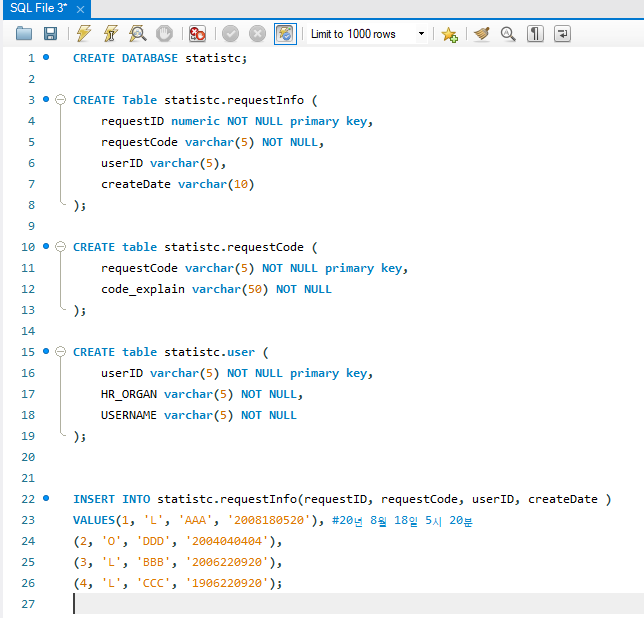 SQL File 3*
Limit to 1000 rows
1 CREATE DATABASE statistc;
2
3 CREATE Table statistc.requestInfo (
4 requestID numeric NOT NULL primary key,
5 requestCode varchar(5) NOT NULL,
6 userID varchar(5),
7 createDate varchar(10)
8 );
9
10 CREATE table statistc.requestCode (
11 requestCode varchar(5) NOT NULL primary key,
12 code_explain varchar(50) NOT NULL
13 );
14
15 CREATE table statistc.user (
16 userID varchar(5) NOT NULL primary key,
17 HR_ORGAN varchar(5) NOT NULL,
18 USERNAME varchar(5) NOT NULL
19 );
20
21
22 INSERT INTO statistc.requestInfo(requestID, requestCode, userID, createDate )
23 VALUES(1, 'L', 'AAA', '2008180520'), #20년 8월 18일 5시 20분
24 (2, 'O', 'DDD', '2004040404'),
25 (3, 'L', 'BBB', '2006220920'),
26 (4, 'L', 'CCC', '1906220920');
27